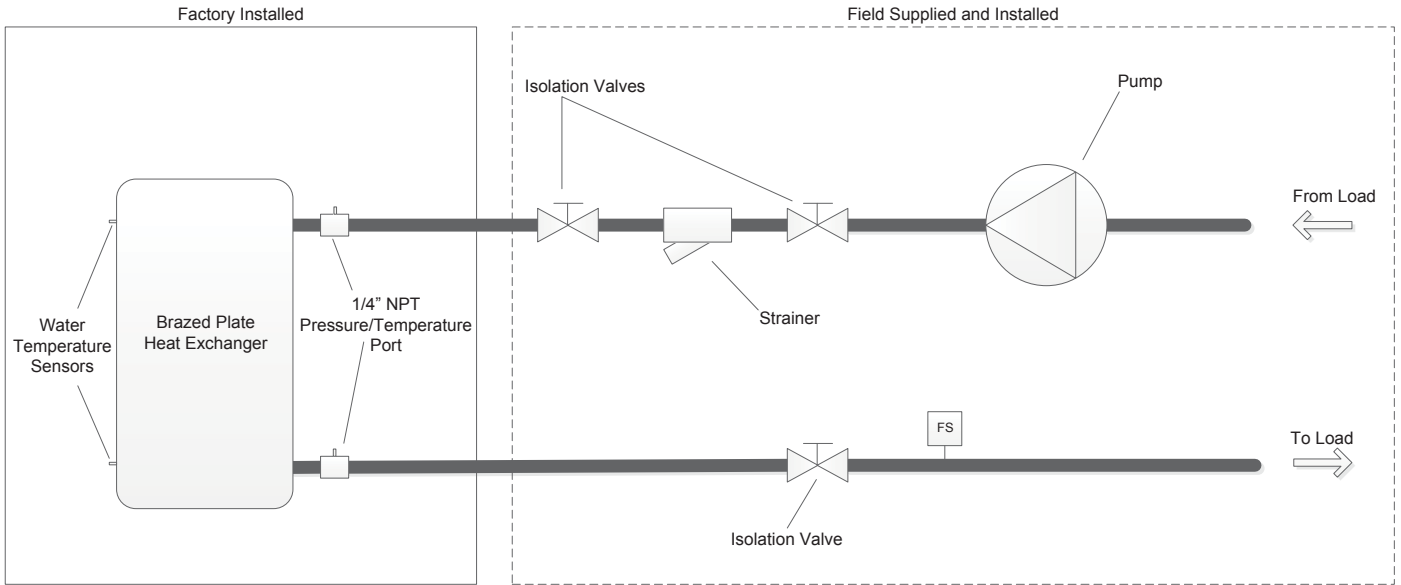 Factory Installed
Field Supplied and Installed
Isolation Valves
Pump
From Load
1/4” NPT
Pressure/Temperature
Port
Strainer
Water
Temperature
Sensors
Brazed Plate
Heat Exchanger
FS
To Load
Isolation Valve